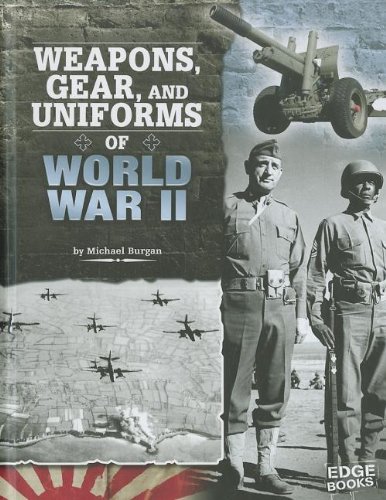 WEAPONS,
GEAR, AND
UNIFORMS
OF
WORLD
WAR II
by Michael Burgan
EDGE
BOOKS